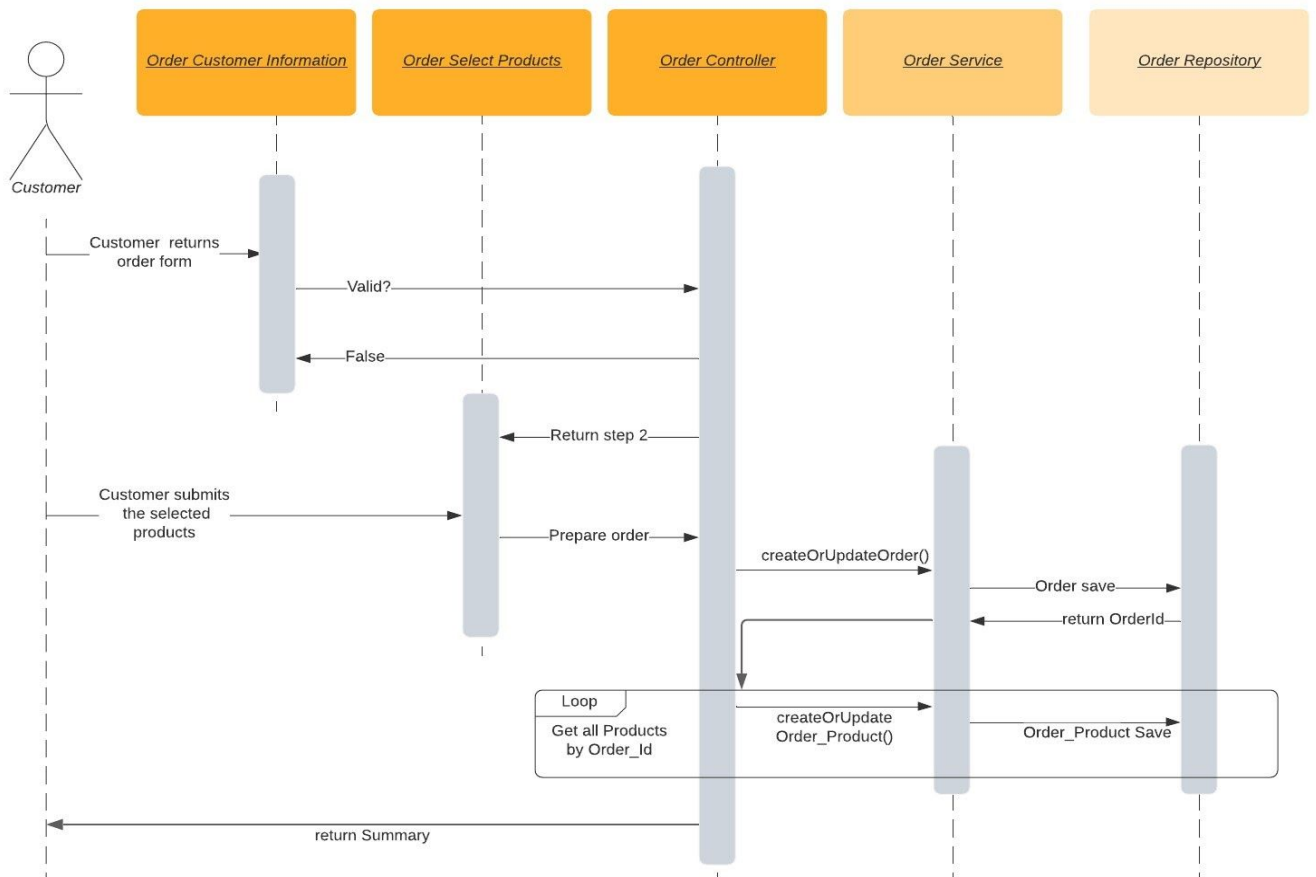 Order Customer Information
Order Select Products
Order Controller
Order Service
Order Repository
Customer
Customer returns
order form
Valid?
False
Return step 2
Customer submits
the selected
products
Prepare order
createOrUpdateOrder()
Order save
return OrderId
Loop
Get all Products
by Order_Id
createOrUpdate
Order_Product()
Order_Product Save
return Summary